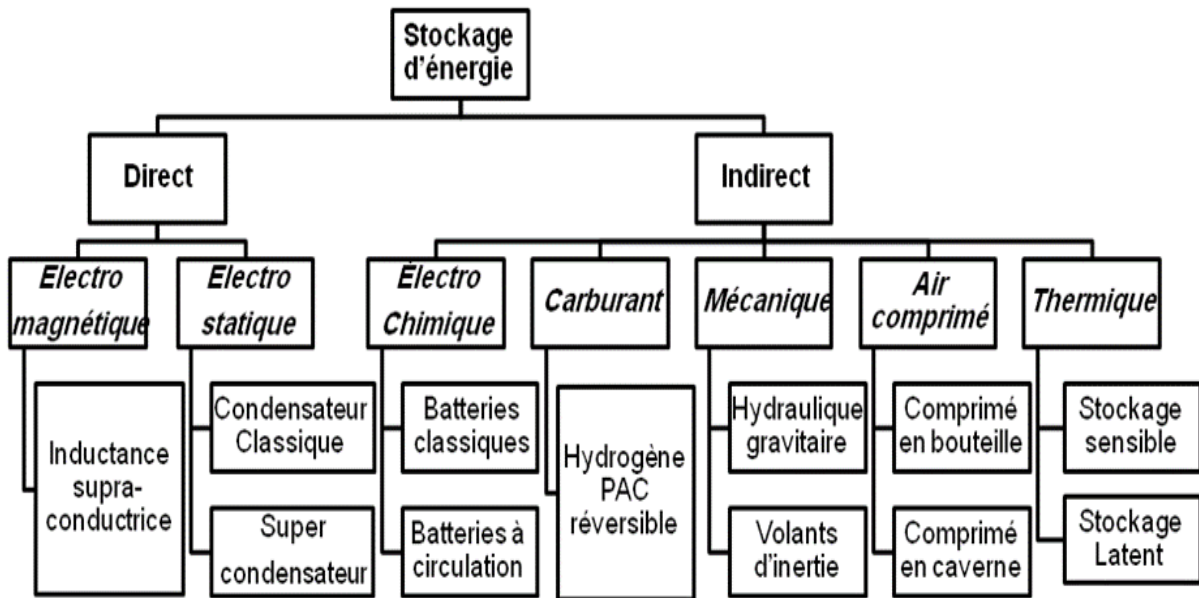 Stockage
d'énergie
Direct
Indirect
Electro
magnétique
Electro
statique
Électro
Chimique
Carburant
Mécanique
Air
comprimé
Thermique
Inductance
supra-
conductrice
Condensateur
Classique
Super
condensateur
Batteries
classiques
Batteries à
circulation
Hydrogène
PAC
réversible
Hydraulique
gravitaire
Volants
d'inertie
Comprimé
en bouteille
Comprimé
en caverne
Stockage
sensible
Stockage
Latent